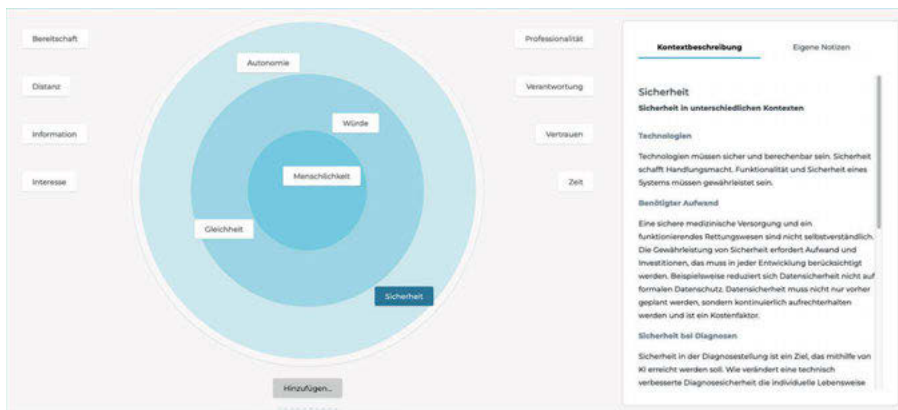 Bereitschaft
Distanz
Information
Interesse
Autonomie
Würde
Menschlichkeit
Gleichheit
Sicherheit
Hinzufügen...
Professionalität
Verantwortung
Vertrauen
Zeit
Kontextbeschreibung
Eigene Notizen
Sicherheit
Sicherheit in unterschiedlichen Kontexten
Technologien
Technologien müssen sicher und berechenbar sein. Sicherheit
schafft Handlungsmacht. Funktionalität und Sicherheit eines
Systems müssen gewährleistet sein.
Benötigter Aufwand
Eine sichere medizinische Versorgung und ein
funktionierendes Rettungswesen sind nicht selbstverständlich.
Die Gewährleistung von Sicherheit erfordert Aufwand und
Investitionen, das muss in jeder Entwicklung berücksichtigt
werden. Beispielsweise reduziert sich Datensicherheit nicht auf
formalen Datenschutz. Datensicherheit muss nicht nur vorher
geplant werden, sondern kontinuierlich aufrechterhalten
werden und ist ein Kostenfaktor.
Sicherheit bei Diagnosen
Sicherheit in der Diagnosestellung ist ein Ziel, das mithilfe von
KI erreicht werden soll. Wie verändert eine technisch
verbesserte Diagnosesicherheit die individuelle Lebensweise